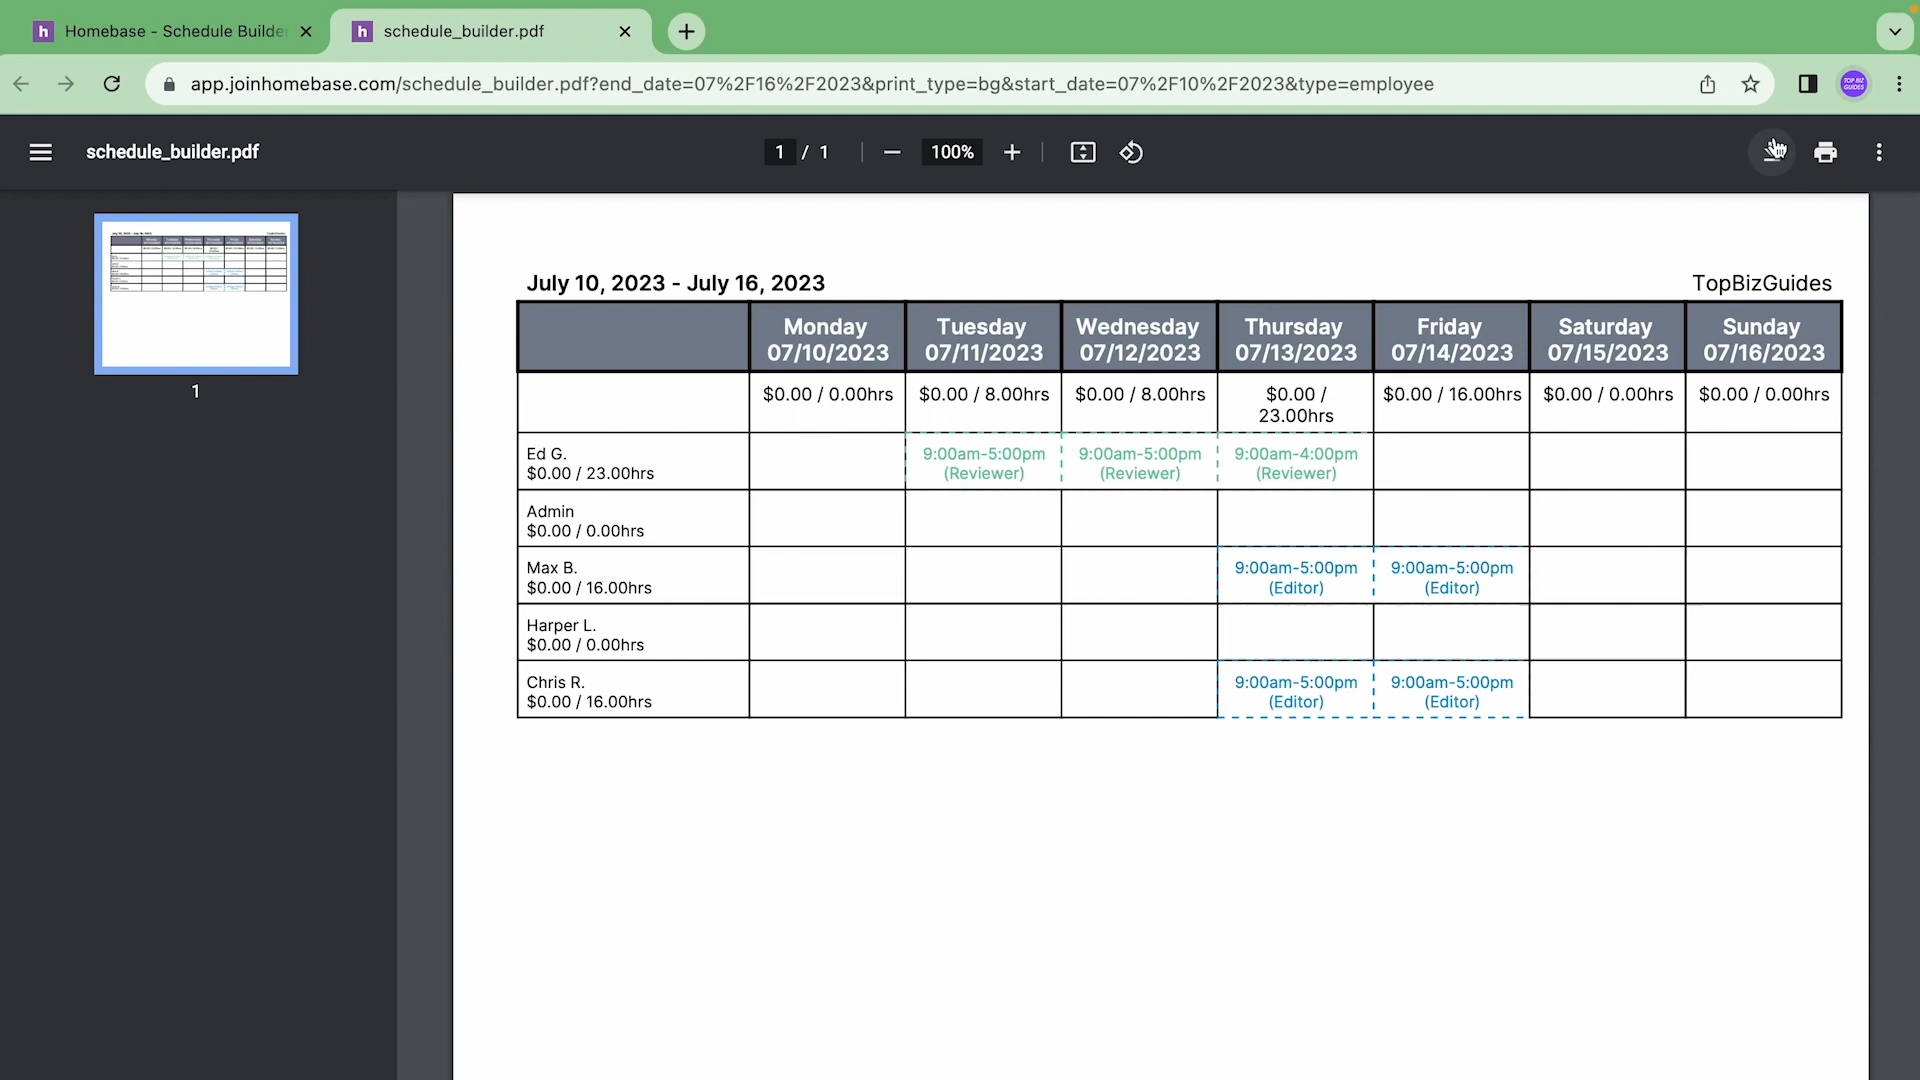 Homebase - Schedule Builde
schedule_builder.pdf
app.joinhomebase.com/schedule_builder.pdf?end_date=07%2F16%2F2023&print_type=bg&start_date=07%2F10%2F2023&type=employee
TOP BIZ
GUIDES
schedule_builder.pdf
1 / 1
100%
1
July 10, 2023 - July 16, 2023 TopBizGuides
Monday Tuesday Wednesday Thursday Friday Saturday Sunday
07/10/2023 07/11/2023 07/12/2023 07/13/2023 07/14/2023 07/15/2023 07/16/2023
$0.00 / 0.00hrs $0.00 / 8.00hrs $0.00 / 8.00hrs $0.00 / $0.00 / 16.00hrs $0.00 / 0.00hrs $0.00 / 0.00hrs
23.00hrs
Ed G. 9:00am-5:00pm 9:00am-5:00pm 9:00am-4:00pm
$0.00 / 23.00hrs (Reviewer) (Reviewer) (Reviewer)
Admin
$0.00 / 0.00hrs
Max B. 9:00am-5:00pm 9:00am-5:00pm
$0.00 / 16.00hrs (Editor) (Editor)
Harper L.
$0.00 / 0.00hrs
Chris R. 9:00am-5:00pm 9:00am-5:00pm
$0.00 / 16.00hrs (Editor) (Editor)